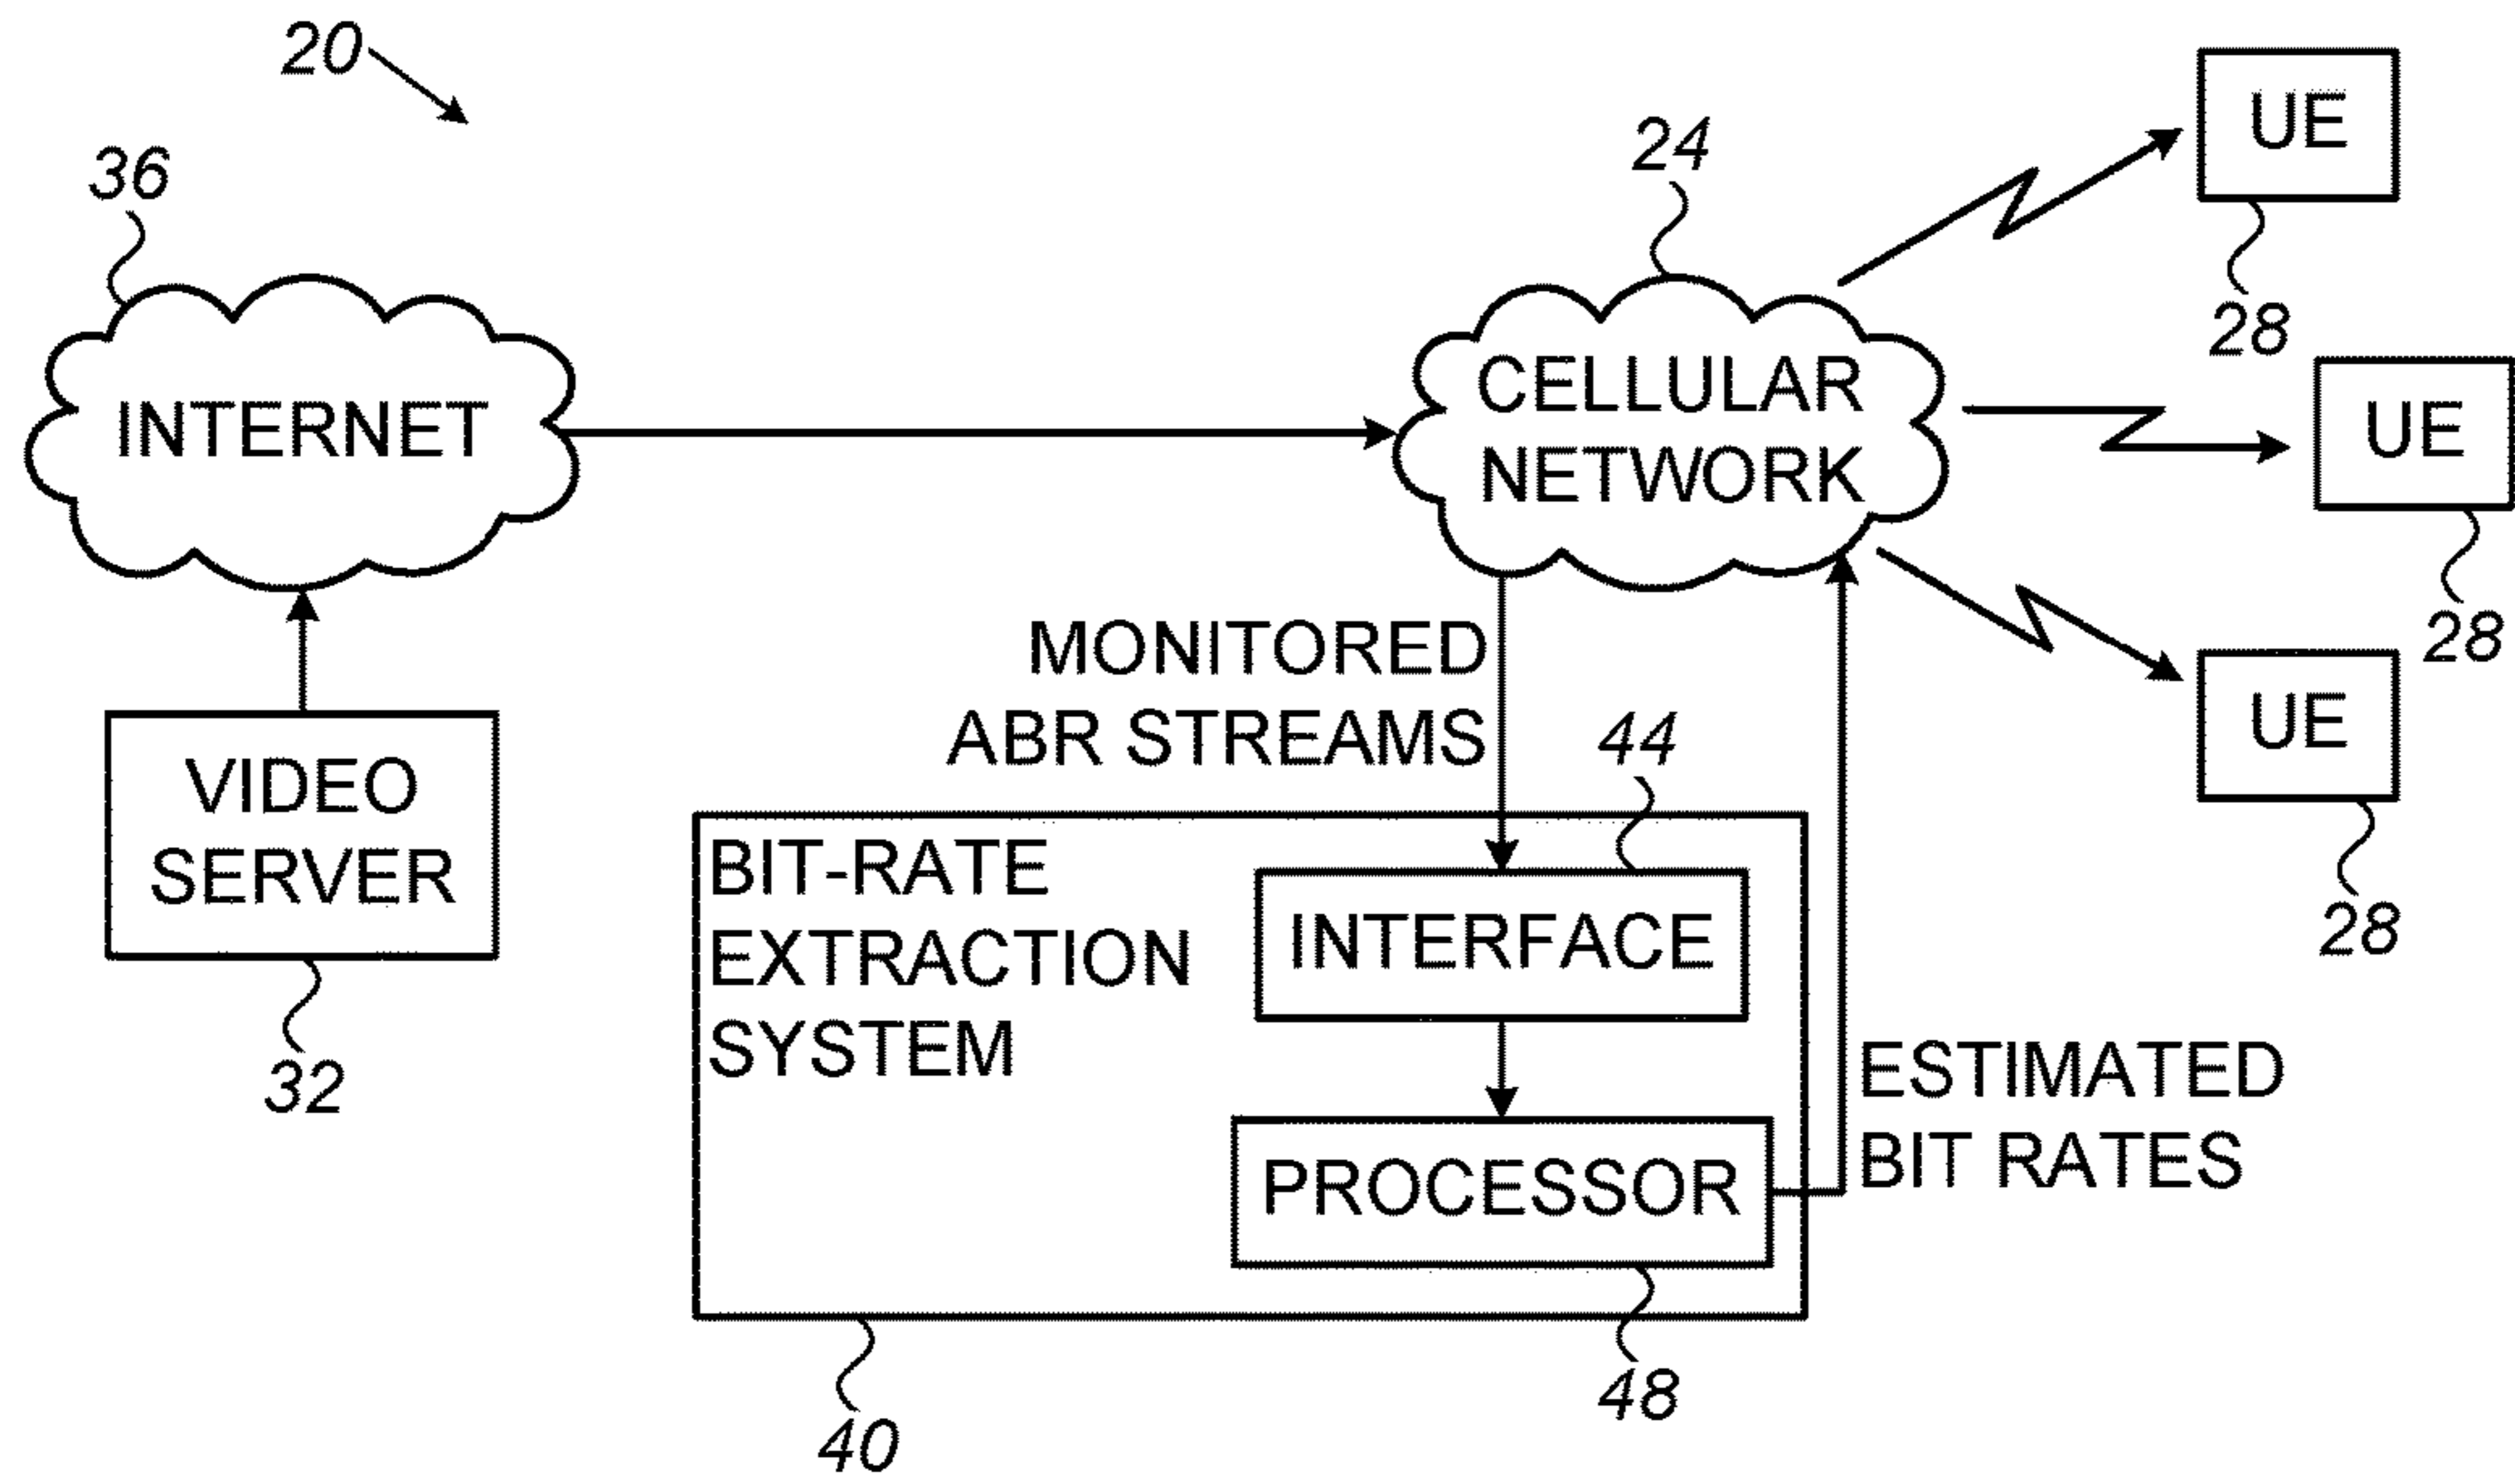 20
36
24
UE
28
INTERNET
CELLULAR
NETWORK
UE
28
MONITORED
ABR STREAMS
44
UE
28
VIDEO
SERVER
32
BIT-RATE
EXTRACTION
SYSTEM
INTERFACE
PROCESSOR
ESTIMATED
BIT RATES
48
40